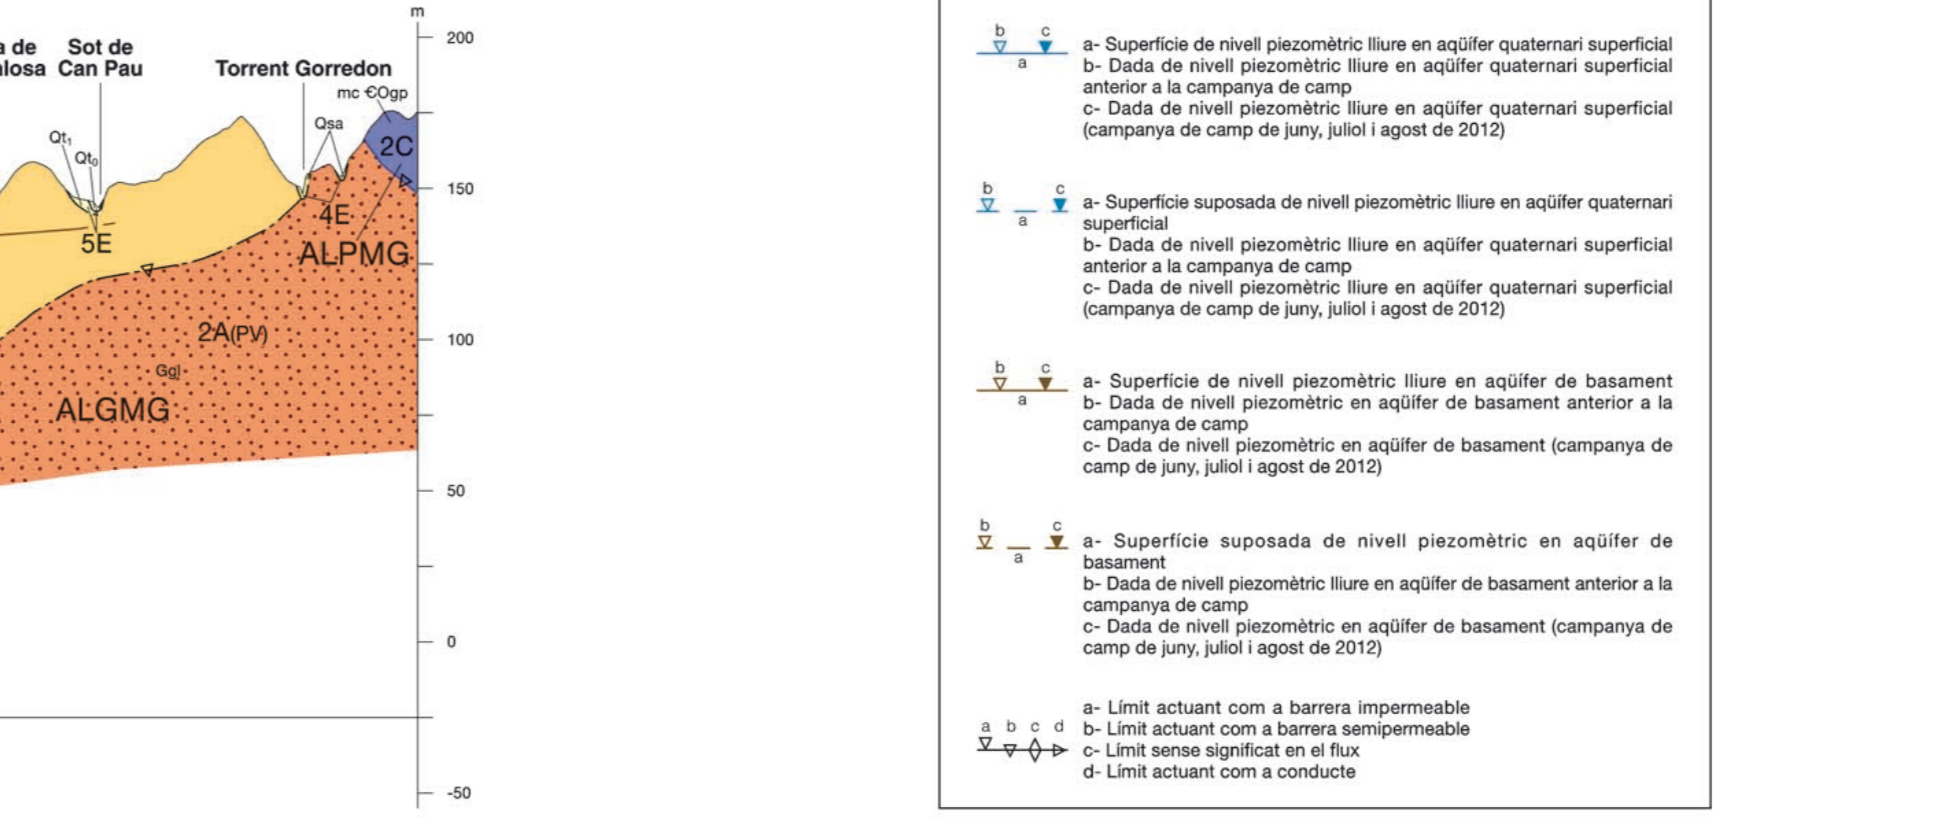 m
200
a de Sot de
losa Can Pau
Torrent Gorredon
mc €Ogp
Qsa
Qt1
Qt0
2C
150
4E
5E
ALPMG
2A(PV)
100
Ggl
ALGMG
50
0
-50
b c
a
a- Superfície de nivell piezomètric lliure en aqüífer quaternari superficial
b- Dada de nivell piezomètric lliure en aqüífer quaternari superficial
anterior a la campanya de camp
c- Dada de nivell piezomètric lliure en aqüífer quaternari superficial
(campanya de camp de juny, juliol i agost de 2012)
b c
a
a- Superfície suposada de nivell piezomètric lliure en aqüífer quaternari
superficial
b- Dada de nivell piezomètric lliure en aqüífer quaternari superficial
anterior a la campanya de camp
c- Dada de nivell piezomètric lliure en aqüífer quaternari superficial
(campanya de camp de juny, juliol i agost de 2012)
b c
a
a- Superfície de nivell piezomètric lliure en aqüífer de basament
b- Dada de nivell piezomètric en aqüífer de basament anterior a la
campanya de camp
c- Dada de nivell piezomètric en aqüífer de basament (campanya de
camp de juny, juliol i agost de 2012)
b c
a
a- Superfície suposada de nivell piezomètric en aqüífer de
basament
b- Dada de nivell piezomètric lliure en aqüífer de basament anterior a la
campanya de camp
c- Dada de nivell piezomètric en aqüífer de basament (campanya de
camp de juny, juliol i agost de 2012)
a b c d
a- Límit actuant com a barrera impermeable
b- Límit actuant com a barrera semipermeable
c- Límit sense significat en el flux
d- Límit actuant com a conducte